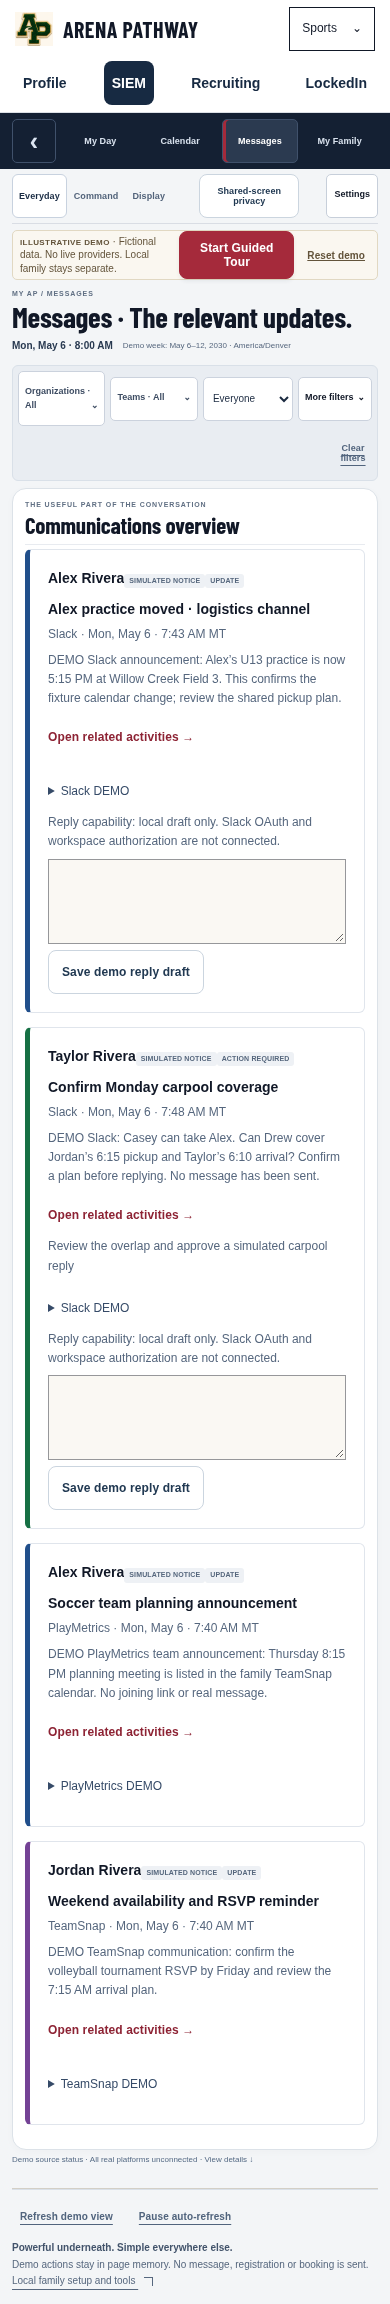 AP ARENA PATHWAY
Sports ⌄
Profile SIEM Recruiting LockedIn
‹ My Day Calendar Messages My Family
Everyday Command Display Shared-screen privacy Settings
ILLUSTRATIVE DEMO · Fictional
data. No live providers. Local
family stays separate.
Start Guided
Tour
Reset demo
MY AP / MESSAGES
Messages · The relevant updates.
Mon, May 6 · 8:00 AM Demo week: May 6–12, 2030 · America/Denver
Organizations ·
All ⌄
Teams · All ⌄
Everyone
More filters ⌄
Clear
filters
THE USEFUL PART OF THE CONVERSATION
Communications overview
Alex Rivera SIMULATED NOTICE UPDATE
Alex practice moved · logistics channel
Slack · Mon, May 6 · 7:43 AM MT
DEMO Slack announcement: Alex’s U13 practice is now
5:15 PM at Willow Creek Field 3. This confirms the
fixture calendar change; review the shared pickup plan.
Open related activities →
▶ Slack DEMO
Reply capability: local draft only. Slack OAuth and
workspace authorization are not connected.
Save demo reply draft
Taylor Rivera SIMULATED NOTICE ACTION REQUIRED
Confirm Monday carpool coverage
Slack · Mon, May 6 · 7:48 AM MT
DEMO Slack: Casey can take Alex. Can Drew cover
Jordan’s 6:15 pickup and Taylor’s 6:10 arrival? Confirm
a plan before replying. No message has been sent.
Open related activities →
Review the overlap and approve a simulated carpool
reply
▶ Slack DEMO
Reply capability: local draft only. Slack OAuth and
workspace authorization are not connected.
Save demo reply draft
Alex Rivera SIMULATED NOTICE UPDATE
Soccer team planning announcement
PlayMetrics · Mon, May 6 · 7:40 AM MT
DEMO PlayMetrics team announcement: Thursday 8:15
PM planning meeting is listed in the family TeamSnap
calendar. No joining link or real message.
Open related activities →
▶ PlayMetrics DEMO
Jordan Rivera SIMULATED NOTICE UPDATE
Weekend availability and RSVP reminder
TeamSnap · Mon, May 6 · 7:40 AM MT
DEMO TeamSnap communication: confirm the
volleyball tournament RSVP by Friday and review the
7:15 AM arrival plan.
Open related activities →
▶ TeamSnap DEMO
Demo source status · All real platforms unconnected · View details ↓
Refresh demo view Pause auto-refresh
Powerful underneath. Simple everywhere else.
Demo actions stay in page memory. No message, registration or booking is sent.
Local family setup and tools